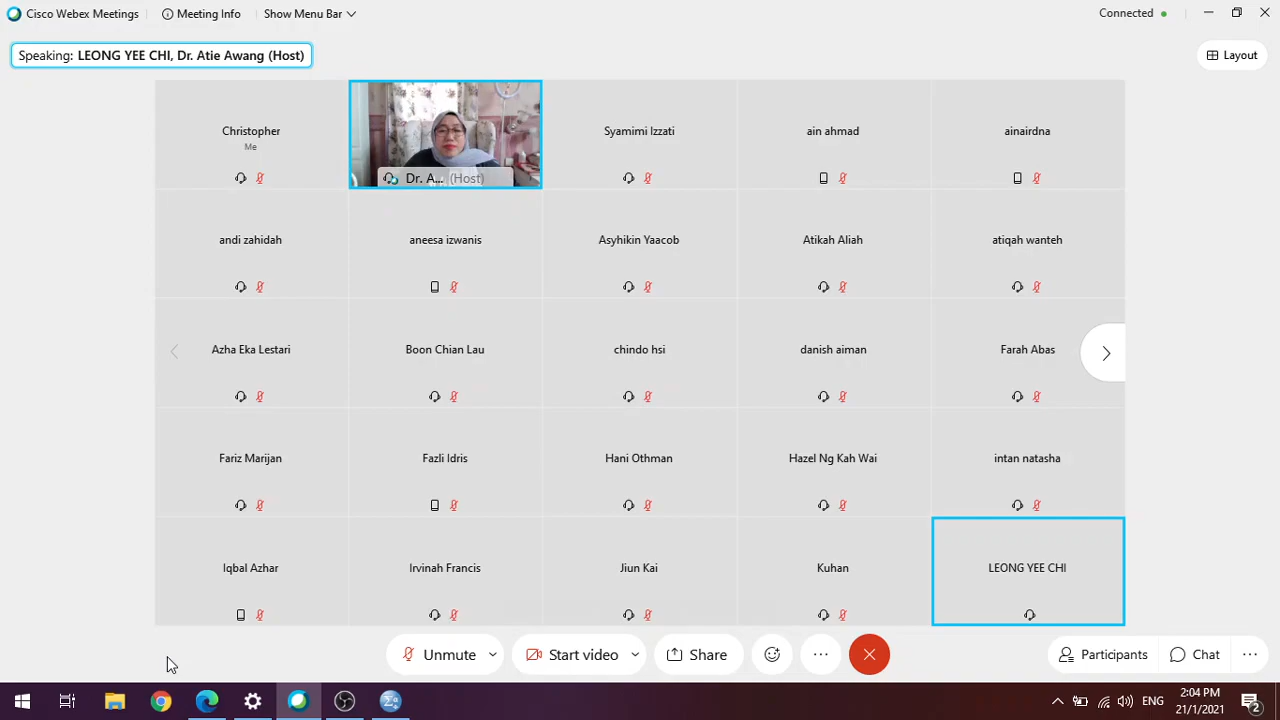 Cisco Webex Meetings Meeting Info Show Menu Bar Connected
Speaking: LEONG YEE CHI, Dr. Atie Awang (Host) Layout
Christopher
Me
Dr. A... (Host)
Syamimi Izzati
ain ahmad
ainairdna
andi zahidah
aneesa izwanis
Asyhikin Yaacob
Atikah Aliah
atiqah wanteh
Azha Eka Lestari
Boon Chian Lau
chindo hsi
danish aiman
Farah Abas
Fariz Marijan
Fazli Idris
Hani Othman
Hazel Ng Kah Wai
intan natasha
Iqbal Azhar
Irvinah Francis
Jiun Kai
Kuhan
LEONG YEE CHI
Unmute Start video Share Participants Chat
ENG 2:04 PM
21/1/2021
2